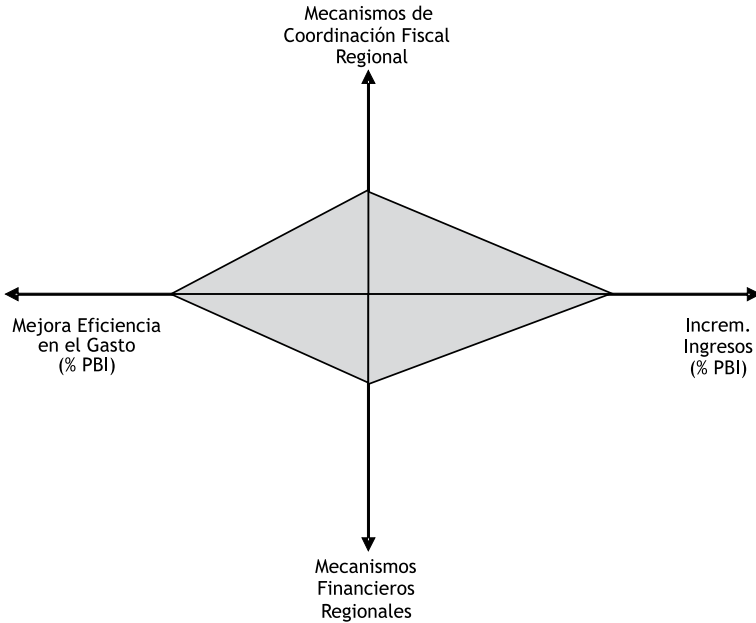 Mecanismos de
Coordinación Fiscal
Regional
Mejora Eficiencia
en el Gasto
(% PBI)
Increm.
Ingresos
(% PBI)
Mecanismos
Financieros
Regionales